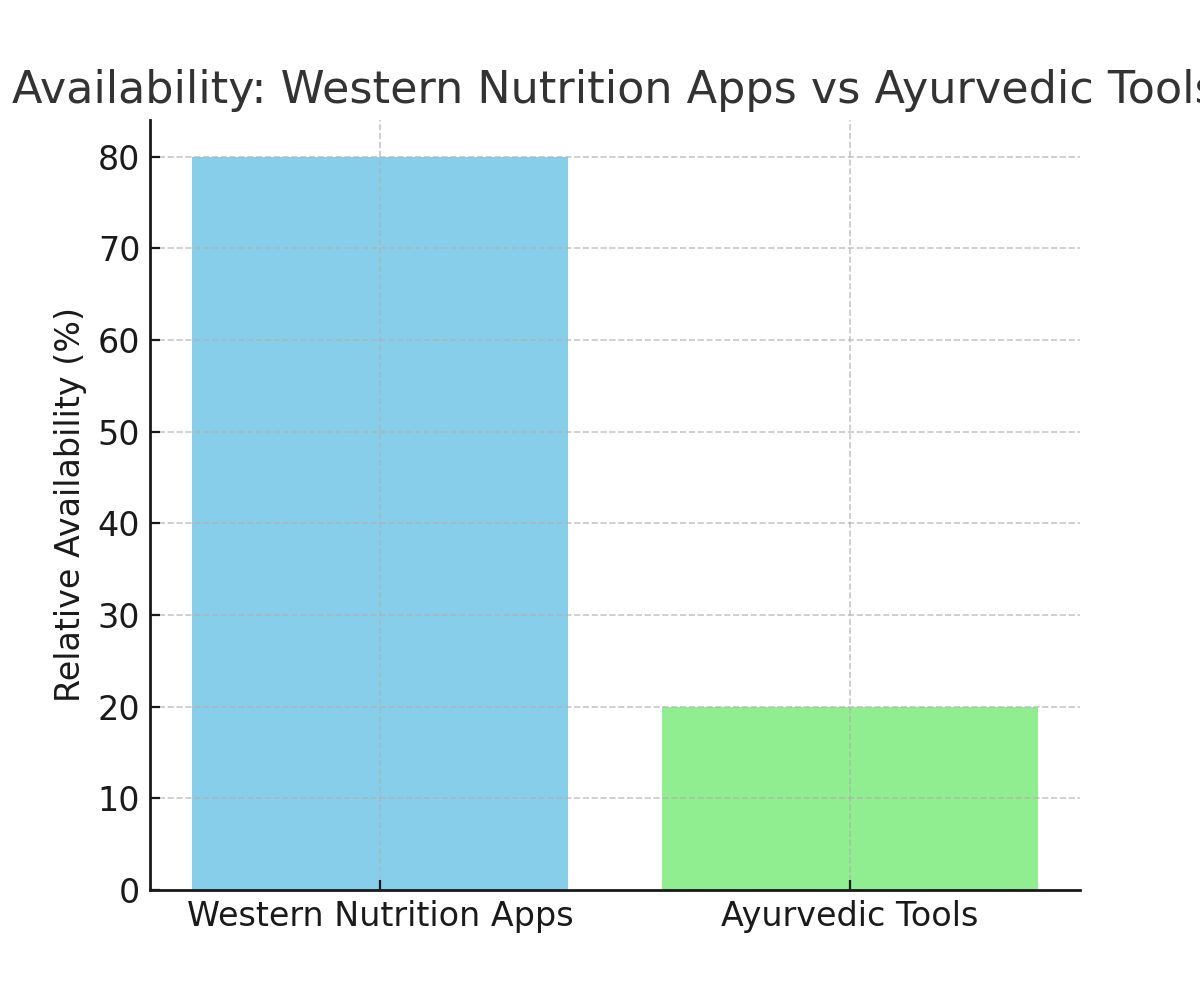 Availability: Western Nutrition Apps vs Ayurvedic Tools
80
70
60
50
40
30
20
10
0
Relative Availability (%)
Western Nutrition Apps
Ayurvedic Tools